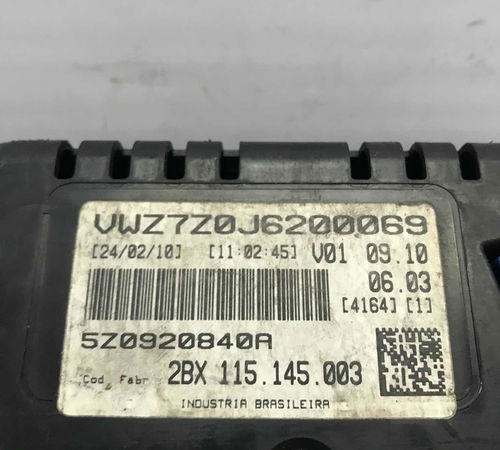 VWZ7Z0J6200069
[24/02/10] [11:02:45] V01 09.10
06.03
[4164] [1]
5Z0920840A
Cod. Fabr 2BX 115.145.003
INDUSTRIA BRASILEIRA